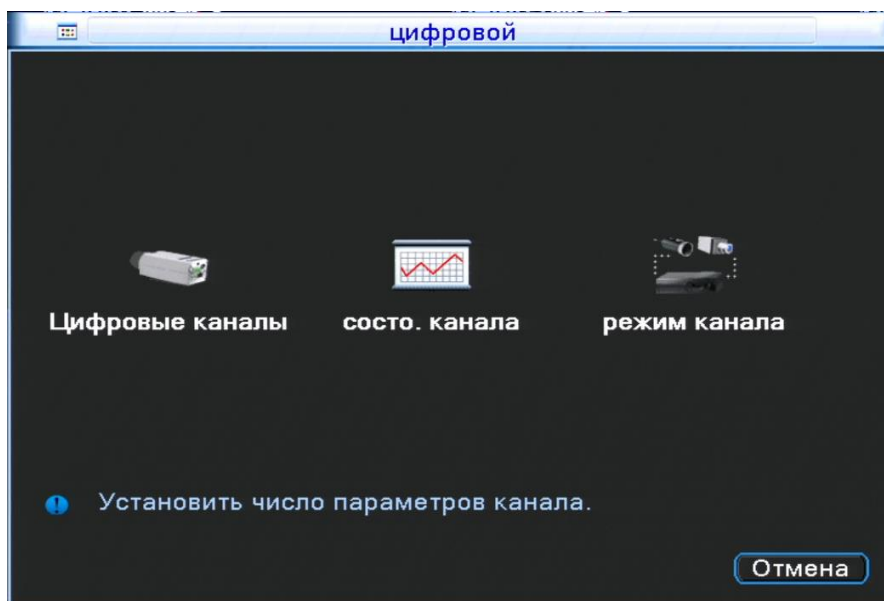 цифровой
Цифровые каналы
состо. канала
режим канала
Установить число параметров канала.
Отмена